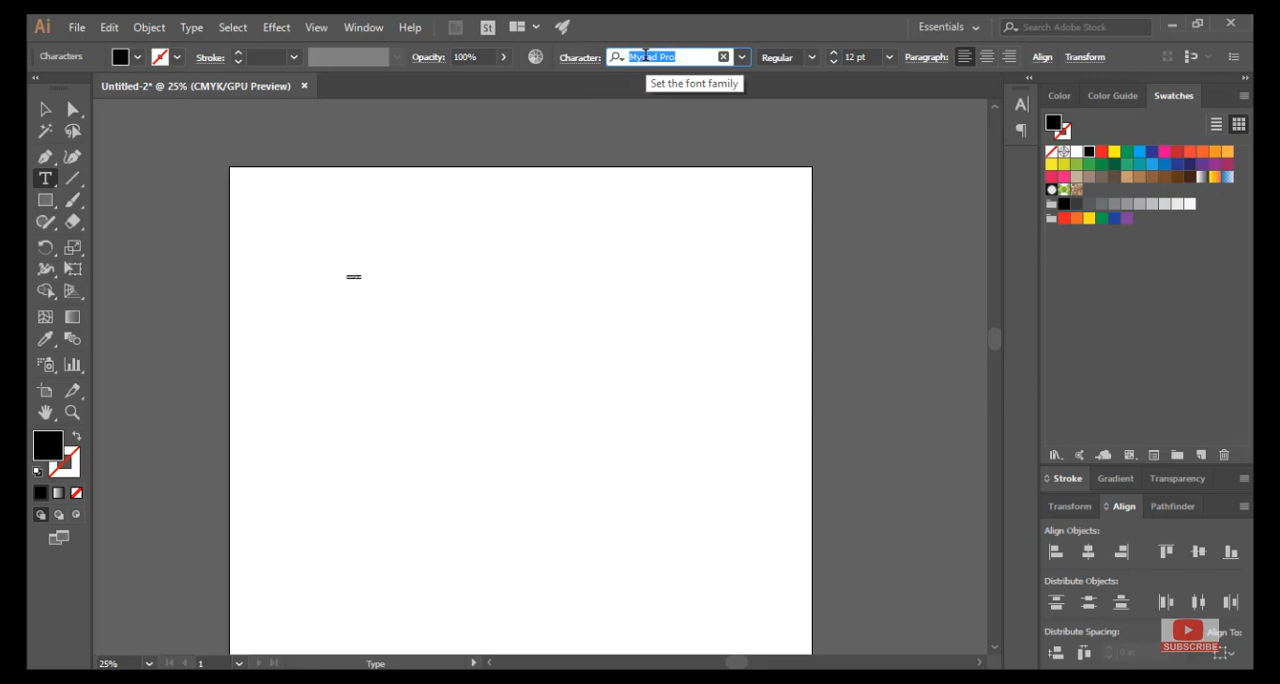 Ai File Edit Object Type Select Effect View Window Help Br St Essentials Search Adobe Stock
Characters Stroke: Opacity: 100% Character: Myriad Pro Regular 12 pt Paragraph: Align Transform
Set the font family
Untitled-2* @ 25% (CMYK/GPU Preview)
Color Color Guide Swatches
Stroke Gradient Transparency
Transform Align Pathfinder
Align Objects:
Distribute Objects:
Distribute Spacing: Align To:
SUBSCRIBE
25% 1 Type